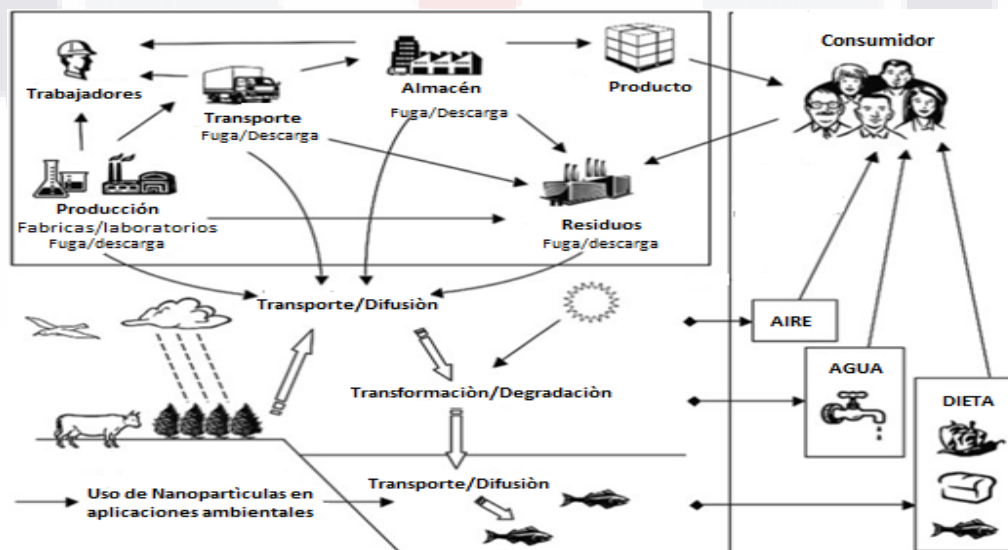 Consumidor
Trabajadores
Almacén
Fuga/Descarga
Producto
Transporte
Fuga/Descarga
Producción
Fabricas/laboratorios
Fuga/descarga
Residuos
Fuga/descarga
Transporte/Difusiòn
AIRE
AGUA
Transformaciòn/Degradaciòn
DIETA
Transporte/Difusiòn
Uso de Nanopartìculas en
aplicaciones ambientales